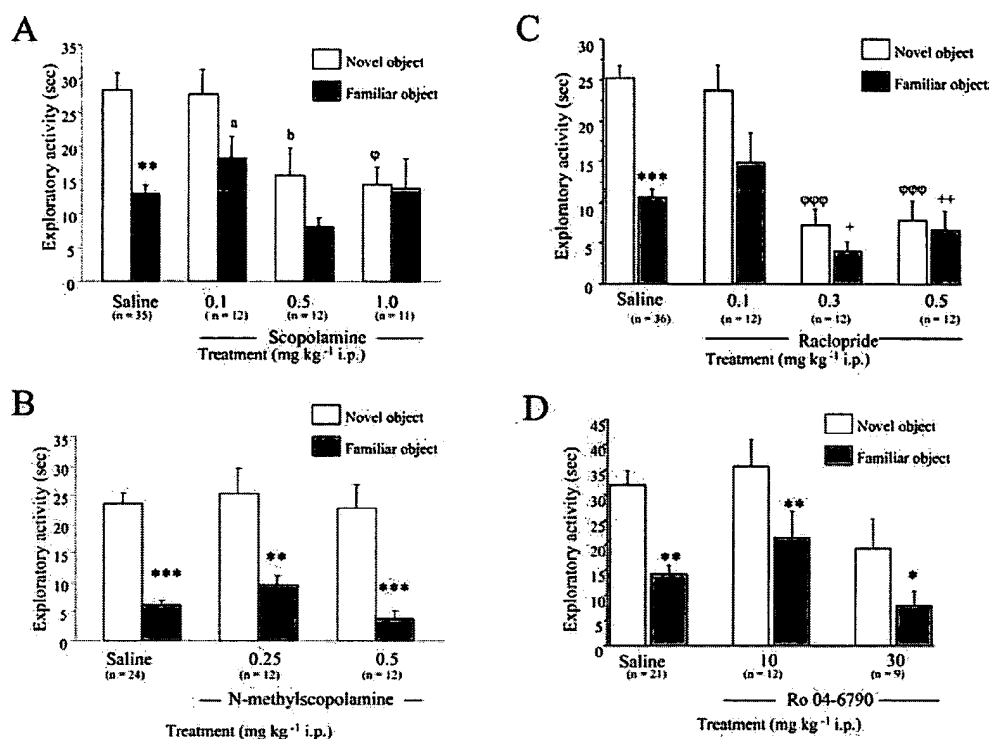 A
Exploratory activity (sec)
35
30
25
20
15
10
5
0
Novel object
Familiar object
**
a
b
φ
Saline 0.1 0.5 1.0
(n = 35) (n = 12) (n = 12) (n = 11)
Scopolamine
Treatment (mg kg⁻¹ i.p.)
B
Exploratory activity (sec)
35
30
25
20
15
10
5
0
Novel object
Familiar object
***
**
***
Saline 0.25 0.5
(n = 24) (n = 12) (n = 12)
N-methylscopolamine
Treatment (mg kg⁻¹ i.p.)
C
Exploratory activity (sec)
25
30
25
20
15
10
5
0
Novel object
Familiar object
***
φφφ
+
φφφ
++
Saline 0.1 0.3 0.5
(n = 36) (n = 12) (n = 12) (n = 12)
Raclopride
Treatment (mg kg⁻¹ i.p.)
D
Exploratory activity (sec)
45
40
35
30
25
20
15
10
5
0
Novel object
Familiar object
**
**
*
Saline 10 30
(n = 21) (n = 12) (n = 9)
Ro 04-6790
Treatment (mg kg⁻¹ i.p.)